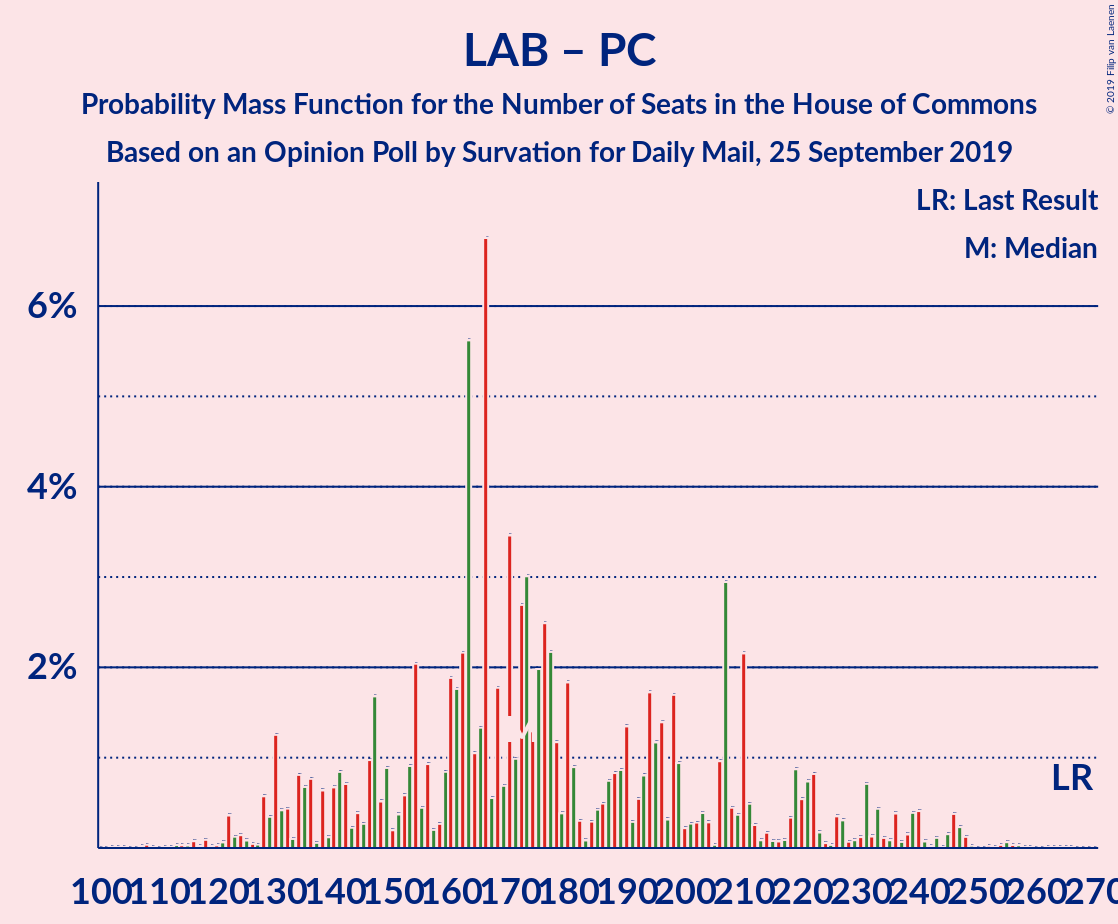 LAB – PC
Probability Mass Function for the Number of Seats in the House of Commons
Based on an Opinion Poll by Survation for Daily Mail, 25 September 2019
© 2019 Filip van Laenen
LR: Last Result
M: Median
6%
4%
2%
LR
M
100 110 120 130 140 150 160 170 180 190 200 210 220 230 240 250 260 270